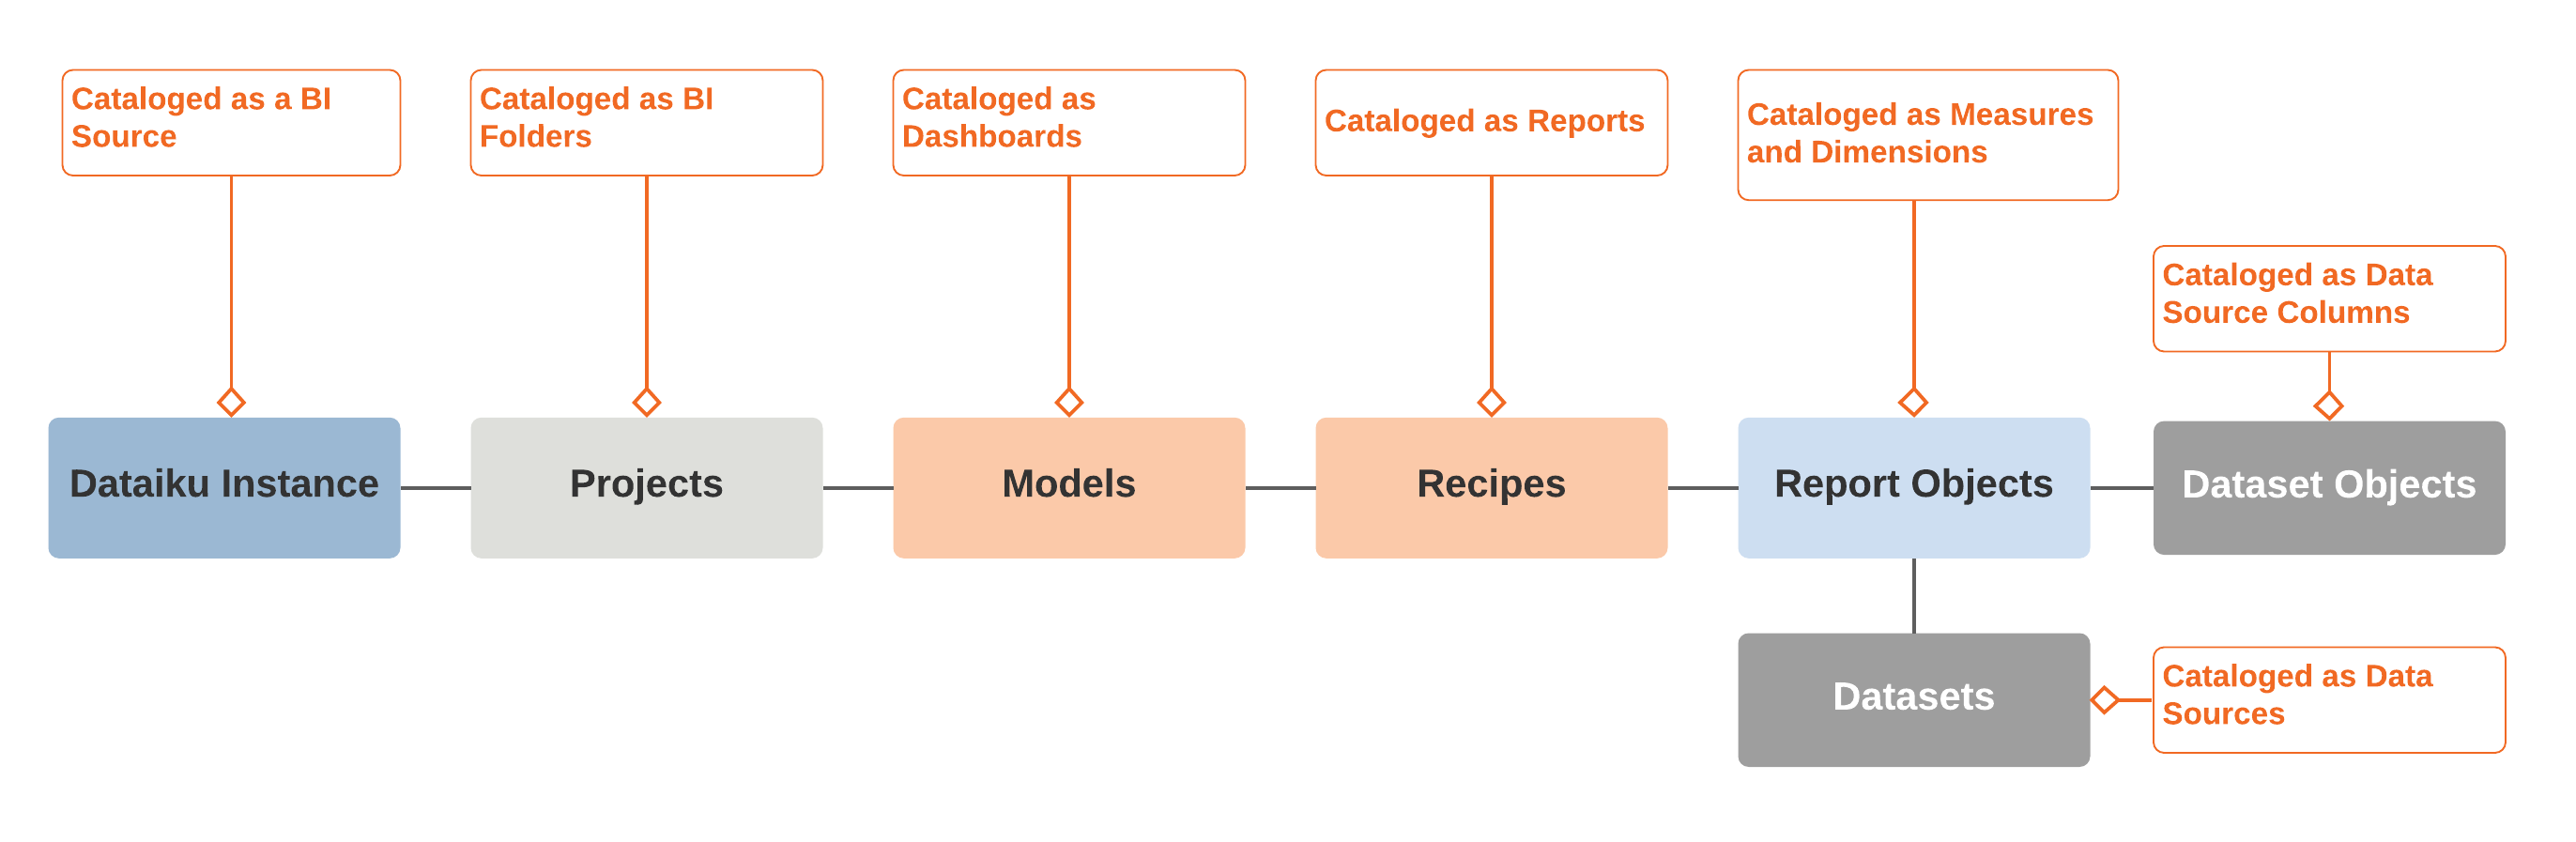 Cataloged as a BI
Source
Cataloged as BI
Folders
Cataloged as
Dashboards
Cataloged as Reports
Cataloged as Measures
and Dimensions
Cataloged as Data
Source Columns
Dataiku Instance
Projects
Models
Recipes
Report Objects
Dataset Objects
Datasets
Cataloged as Data
Sources